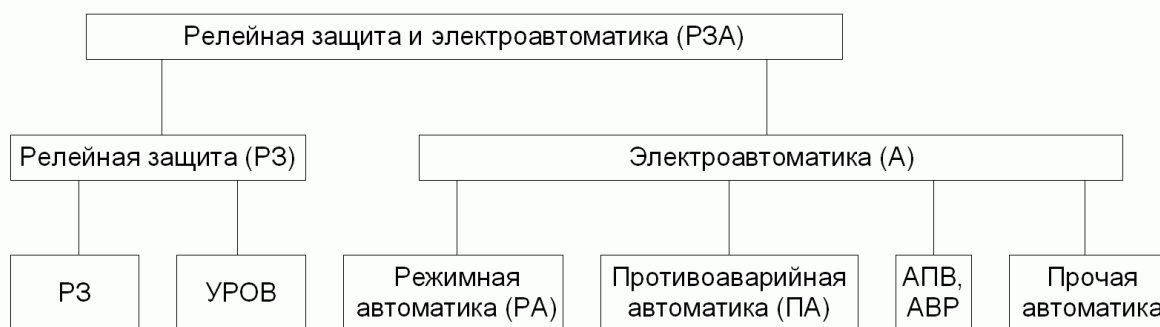 Релейная защита и электроавтоматика (РЗА)
Релейная защита (РЗ)
Электроавтоматика (А)
РЗ
УРОВ
Режимная
автоматика (РА)
Противоаварийная
автоматика (ПА)
АПВ,
АВР
Прочая
автоматика